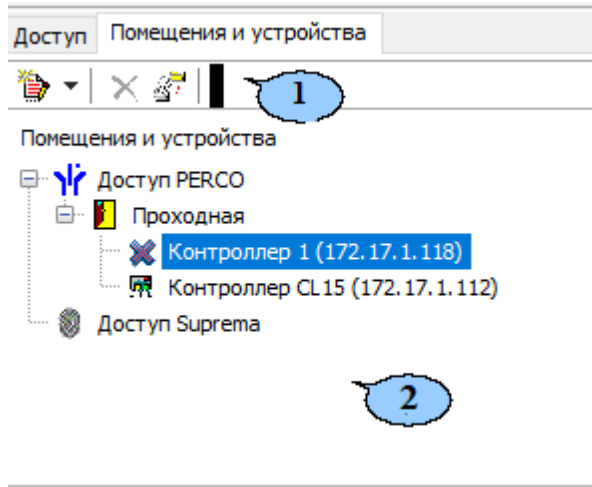 Доступ Помещения и устройства
1
Помещения и устройства
Доступ PERCO
Проходная
Контроллер 1 (172.17.1.118)
Контроллер CL15 (172.17.1.112)
Доступ Suprema
2